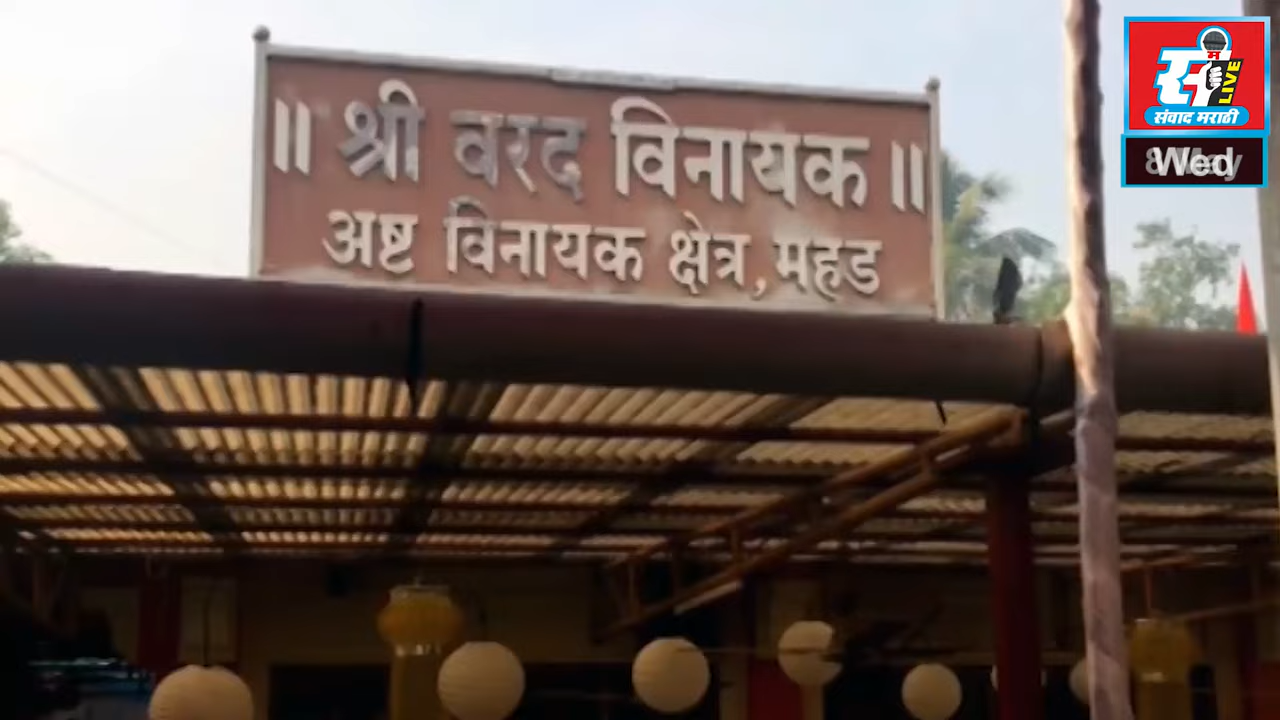 ॥ श्री वरद विनायक ॥
अष्ट विनायक क्षेत्र, महड
स
म
LIVE
संवाद मराठी
Wed